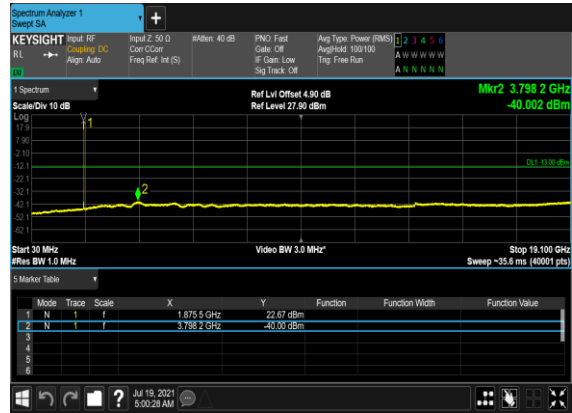 Spectrum Analyzer 1
Swept SA
+
KEYSIGHT Input: RF Input Z: 50 Ω #Atten: 40 dB PNO: Fast Avg Type: Power (RMS) 1 2 3 4 5 6
RL Coupling: DC Corr CCorr Gate: Off Avg|Hold: 100/100 A W W W W W
Align: Auto Freq Ref: Int (S) IF Gain: Low Trig: Free Run
LW Sig Track: Off A N N N N N
1 Spectrum Ref Lvl Offset 4.90 dB Mkr2 3.798 2 GHz
Scale/Div 10 dB Ref Level 27.90 dBm -40.002 dBm
Log
17.9 1
7.90
-2.10
-12.1 DL1 -13.00 dBm
-22.1
-32.1 2
-42.1
-52.1
-62.1
Start 30 MHz Video BW 3.0 MHz* Stop 19.100 GHz
#Res BW 1.0 MHz Sweep ~35.6 ms (40001 pts)
5 Marker Table
Mode Trace Scale X Y Function Function Width Function Value
1 N 1 f 1.875 5 GHz 22.67 dBm
2 N 1 f 3.798 2 GHz -40.00 dBm
3
4
5
6
? Jul 19, 2021
5:00:28 AM